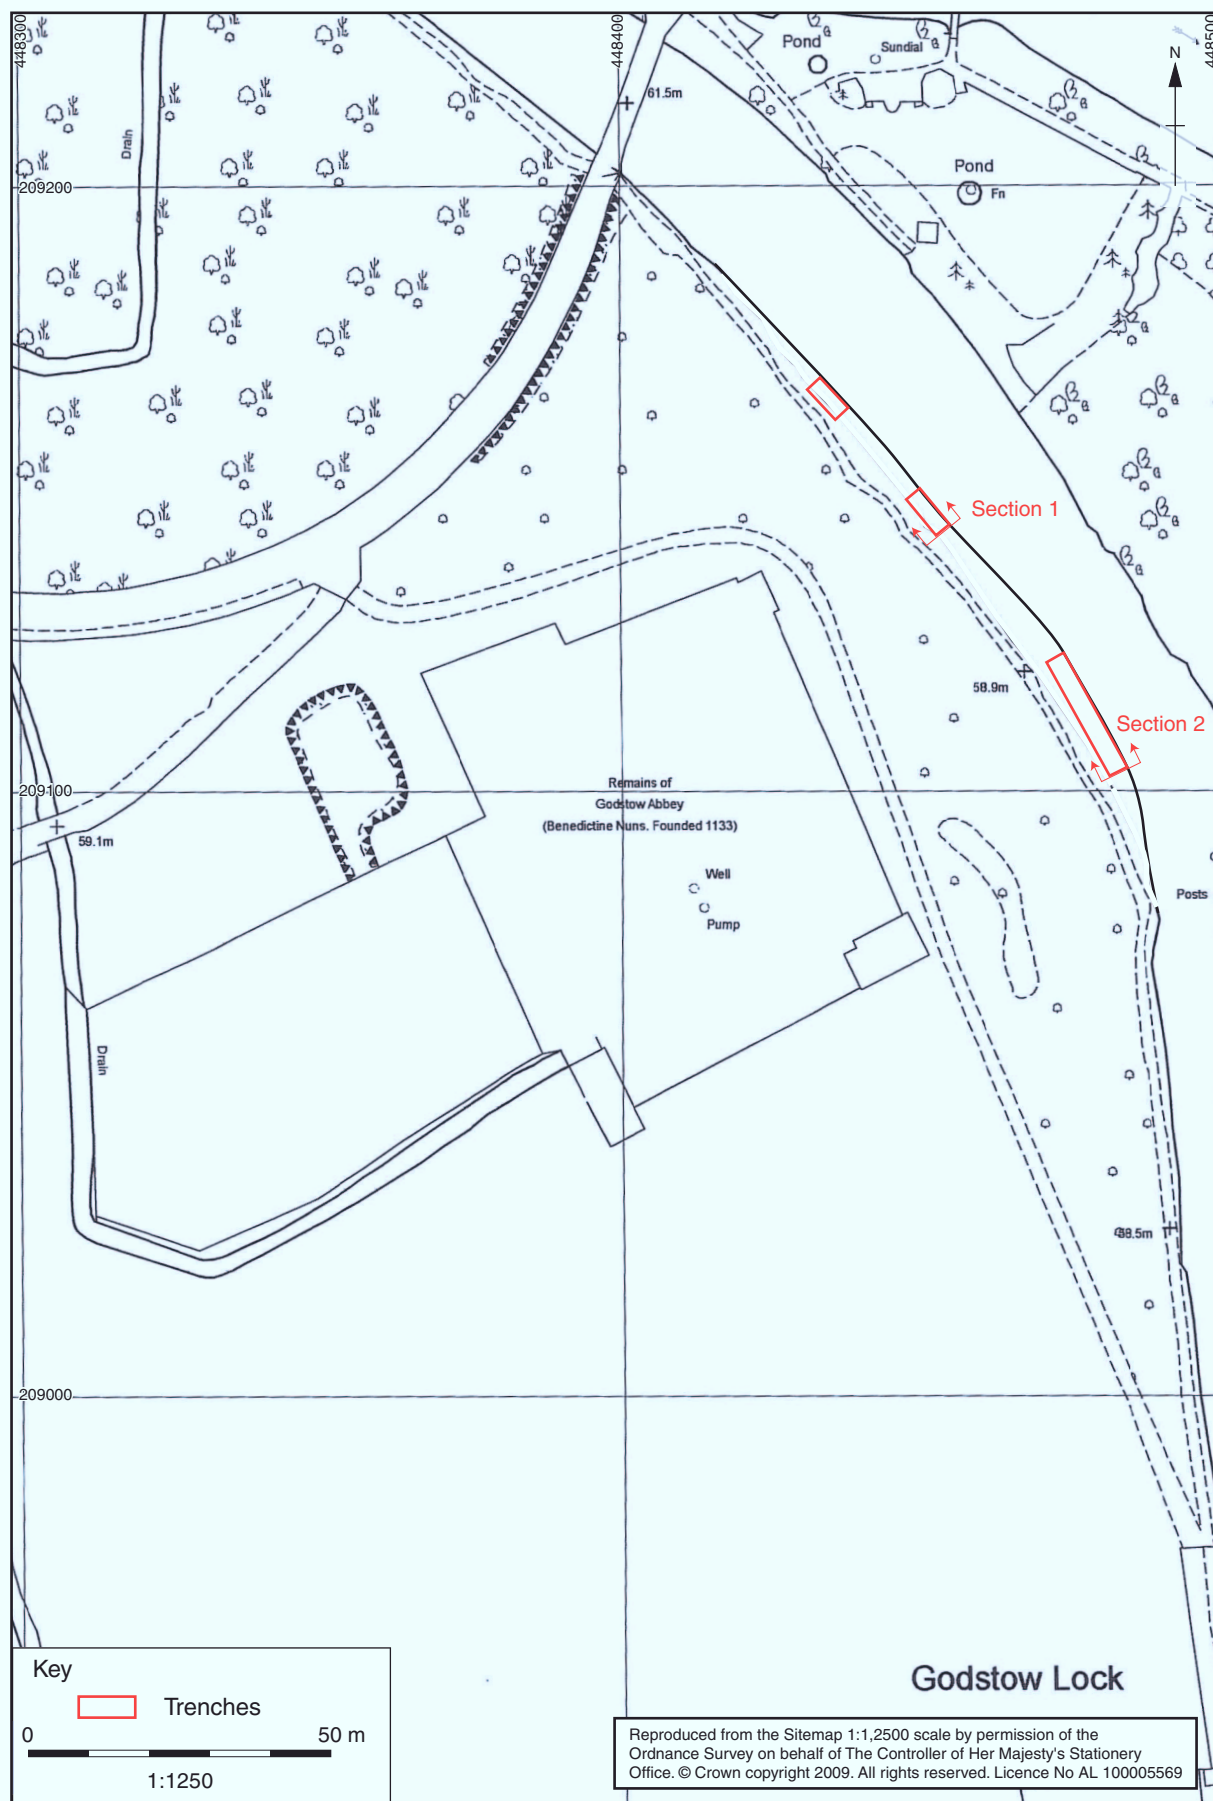 448300
448400
448500
Pond
Sundial
N
61.5m
Drain
Pond
Fn
209200
Section 1
58.9m
Section 2
Remains of
Godstow Abbey
(Benedictine Nuns. Founded 1133)
209100
59.1m
Well
Pump
Posts
Drain
209000
Key
Trenches
0
50 m
1:1250
Godstow Lock
Reproduced from the Sitemap 1:1,2500 scale by permission of the
Ordnance Survey on behalf of The Controller of Her Majesty's Stationery
Office. © Crown copyright 2009. All rights reserved. Licence No AL 100005569